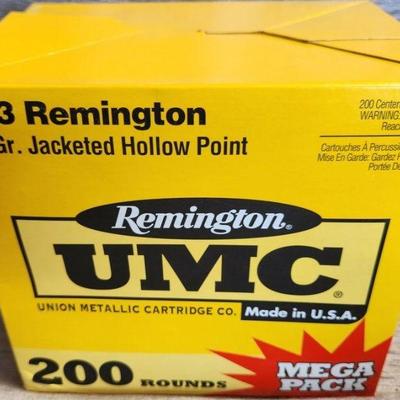 3 Remington
Gr. Jacketed Hollow Point
200 Center
WARNING:
Reac
Cartouches À Percussio
Mise En Garde: Gardez H
Portée De
Remington®
UMC®
UNION METALLIC CARTRIDGE CO.
Made in U.S.A.
200 ROUNDS
MEGA
PACK